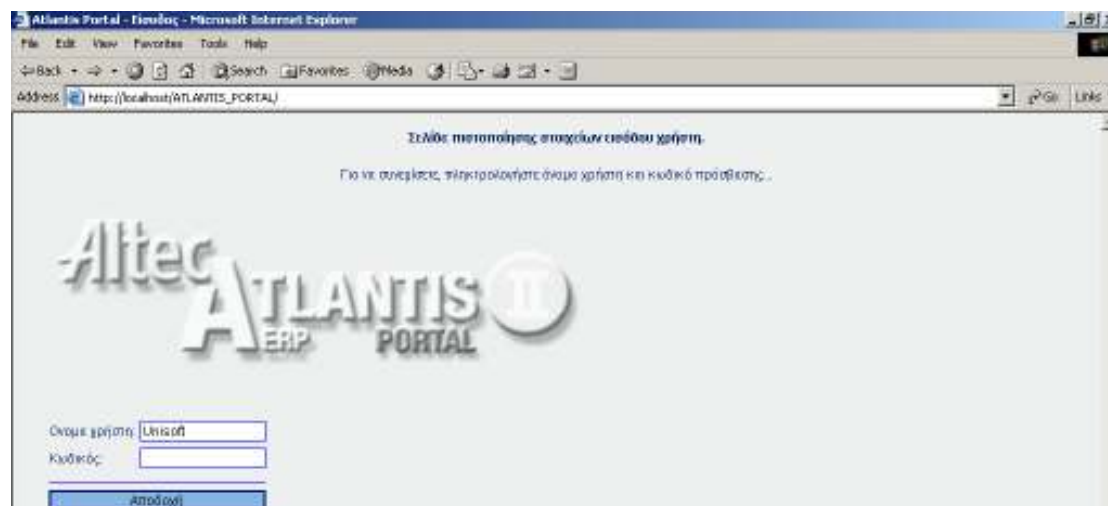 Atlantis Portal - Είσοδος - Microsoft Internet Explorer
File Edit View Favorites Tools Help
Back Search Favorites Media
Address http://localhost/ATLANTIS_PORTAL/ Go Links
Σελίδα πιστοποίησης στοιχείων εισόδου χρήστη.
Για να συνεχίσετε, πληκτρολογήστε όνομα χρήστη και κωδικό πρόσβασης...
Altec
ATLANTIS II
ERP PORTAL
Όνομα χρήστη: Unisoft
Κωδικός:
Αποδοχή